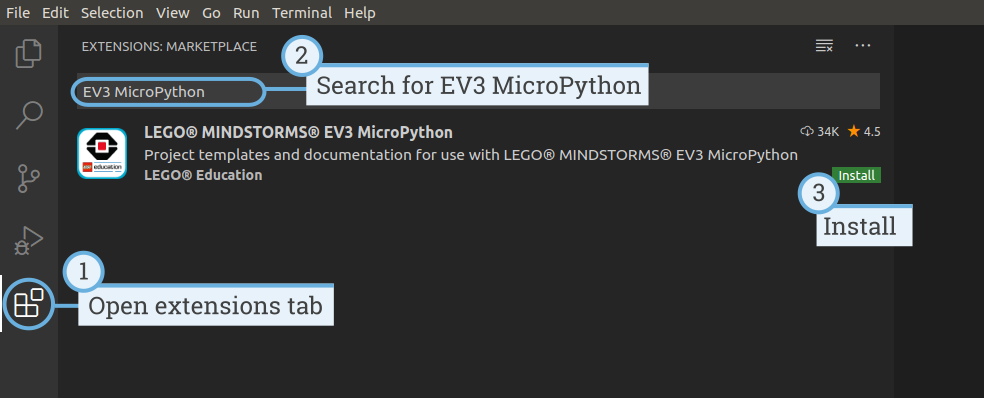 File Edit Selection View Go Run Terminal Help
EXTENSIONS: MARKETPLACE
2
Search for EV3 MicroPython
EV3 MicroPython
LEGO® MINDSTORMS® EV3 MicroPython
34K 4.5
Project templates and documentation for use with LEGO® MINDSTORMS® EV3 MicroPython
education
LEGO® Education
Install
3
Install
1
Open extensions tab